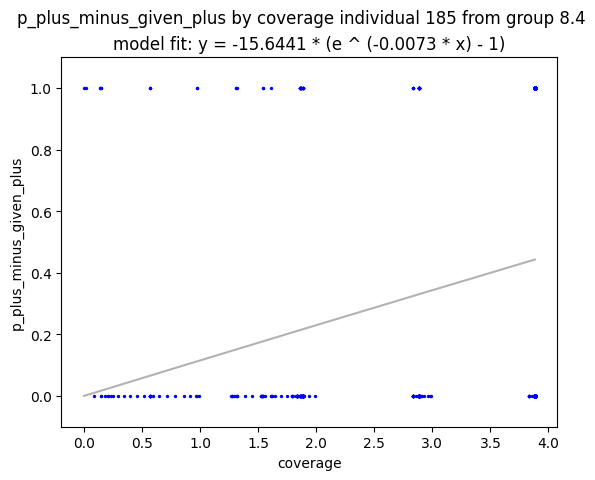 p_plus_minus_given_plus by coverage individual 185 from group 8.4
model fit: y = -15.6441 * (e ^ (-0.0073 * x) - 1)
1.0
0.8
0.6
0.4
0.2
0.0
p_plus_minus_given_plus
0.0 0.5 1.0 1.5 2.0 2.5 3.0 3.5 4.0
coverage